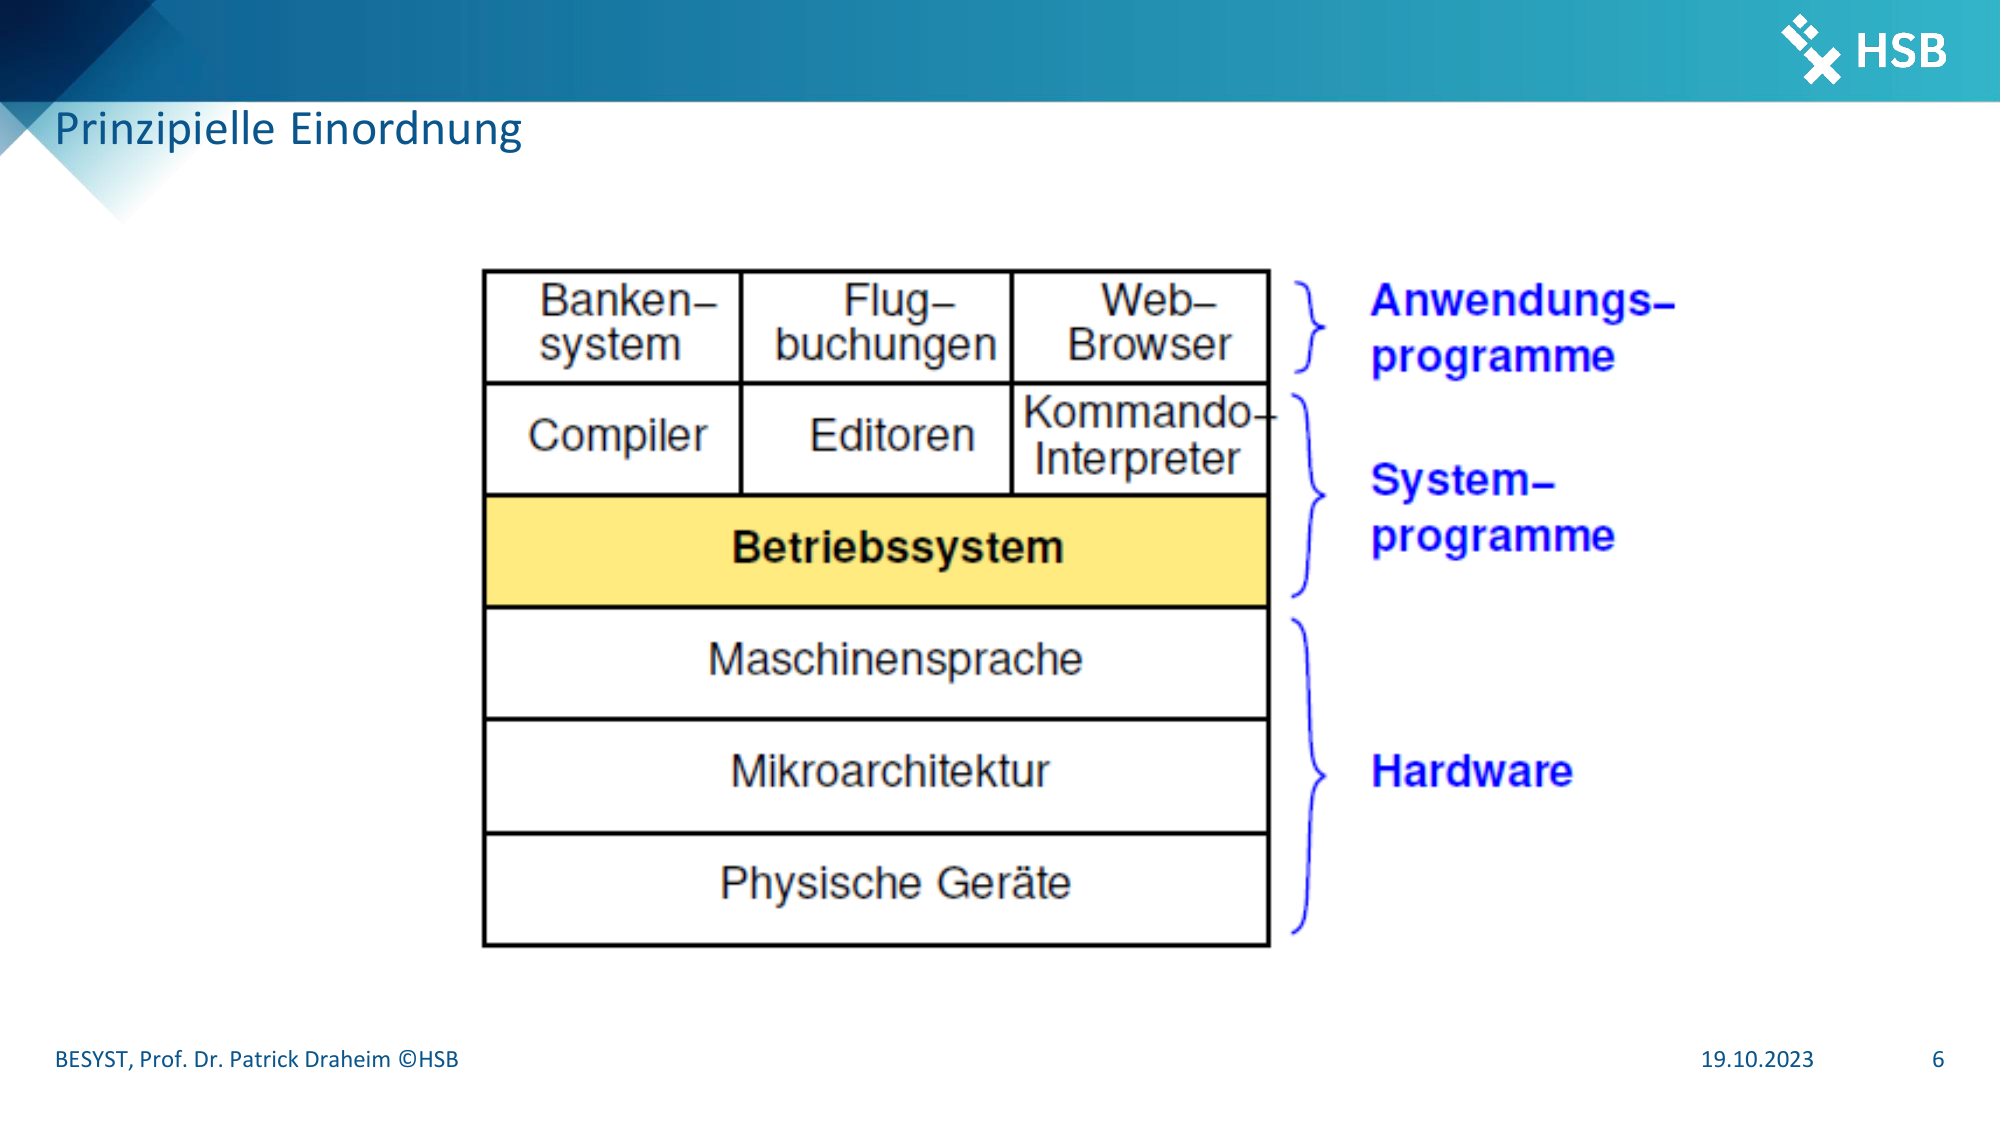 HSB
Prinzipielle Einordnung
Banken–
system
Flug–
buchungen
Web–
Browser
Anwendungs–
programme
Compiler
Editoren
Kommando–
Interpreter
System–
programme
Betriebssystem
Maschinensprache
Mikroarchitektur
Hardware
Physische Geräte
BESYST, Prof. Dr. Patrick Draheim ©HSB
19.10.2023
6